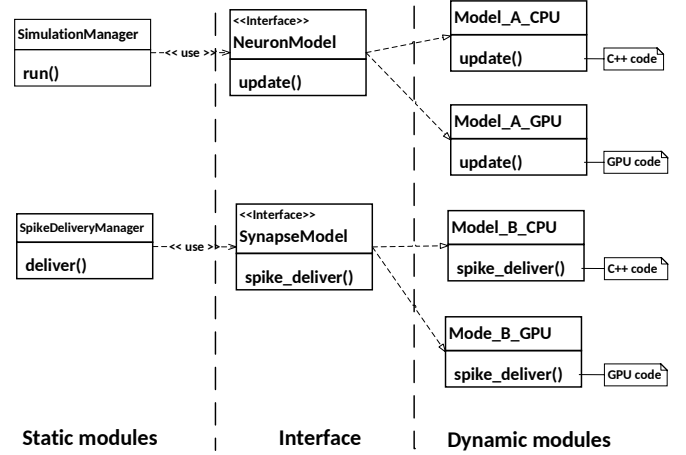 SimulationManager
run()
<< use >>
<<Interface>>
NeuronModel
update()
Model_A_CPU
update()
C++ code
Model_A_GPU
update()
GPU code
SpikeDeliveryManager
deliver()
<< use >>
<<Interface>>
SynapseModel
spike_deliver()
Model_B_CPU
spike_deliver()
C++ code
Mode_B_GPU
spike_deliver()
GPU code
Static modules
Interface
Dynamic modules